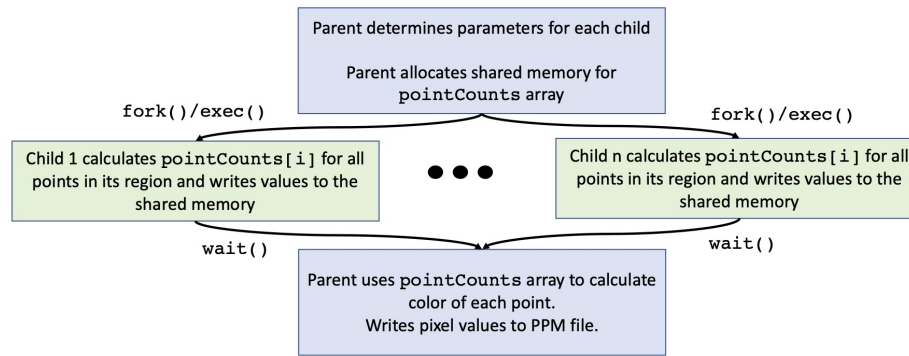 Parent determines parameters for each child
Parent allocates shared memory for
pointCounts array
fork()/exec()
fork()/exec()
Child 1 calculates pointCounts[i] for all
points in its region and writes values to the
shared memory
Child n calculates pointCounts[i] for all
points in its region and writes values to the
shared memory
wait()
wait()
Parent uses pointCounts array to calculate
color of each point.
Writes pixel values to PPM file.